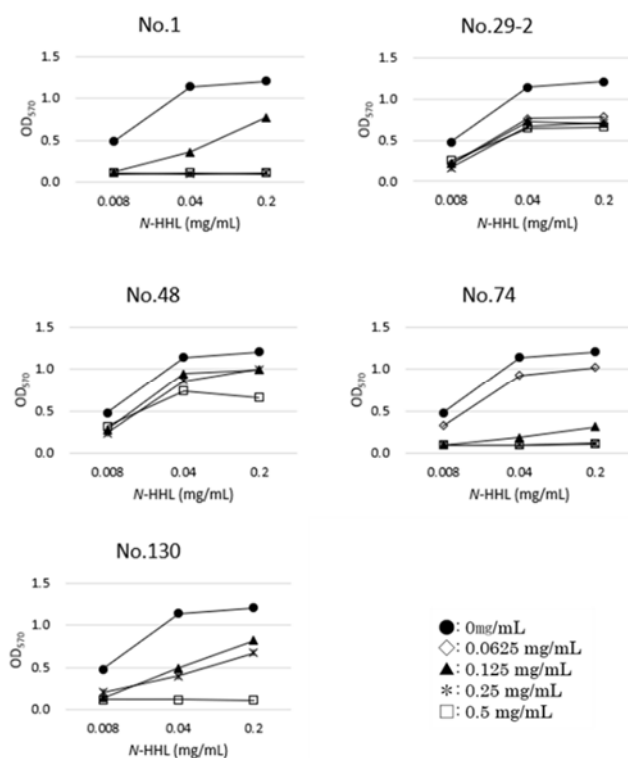 No.1
1.5
1.0
0.5
0.0
OD570
0.008 0.04 0.2
N-HHL (mg/mL)
No.29-2
1.5
1.0
0.5
0.0
OD570
0.008 0.04 0.2
N-HHL (mg/mL)
No.48
1.5
1.0
0.5
0.0
OD570
0.008 0.04 0.2
N-HHL (mg/mL)
No.74
1.5
1.0
0.5
0.0
OD570
0.008 0.04 0.2
N-HHL (mg/mL)
No.130
1.5
1.0
0.5
0.0
OD570
0.008 0.04 0.2
N-HHL (mg/mL)
●: 0mg/mL
◇: 0.0625 mg/mL
▲: 0.125 mg/mL
✳: 0.25 mg/mL
□: 0.5 mg/mL